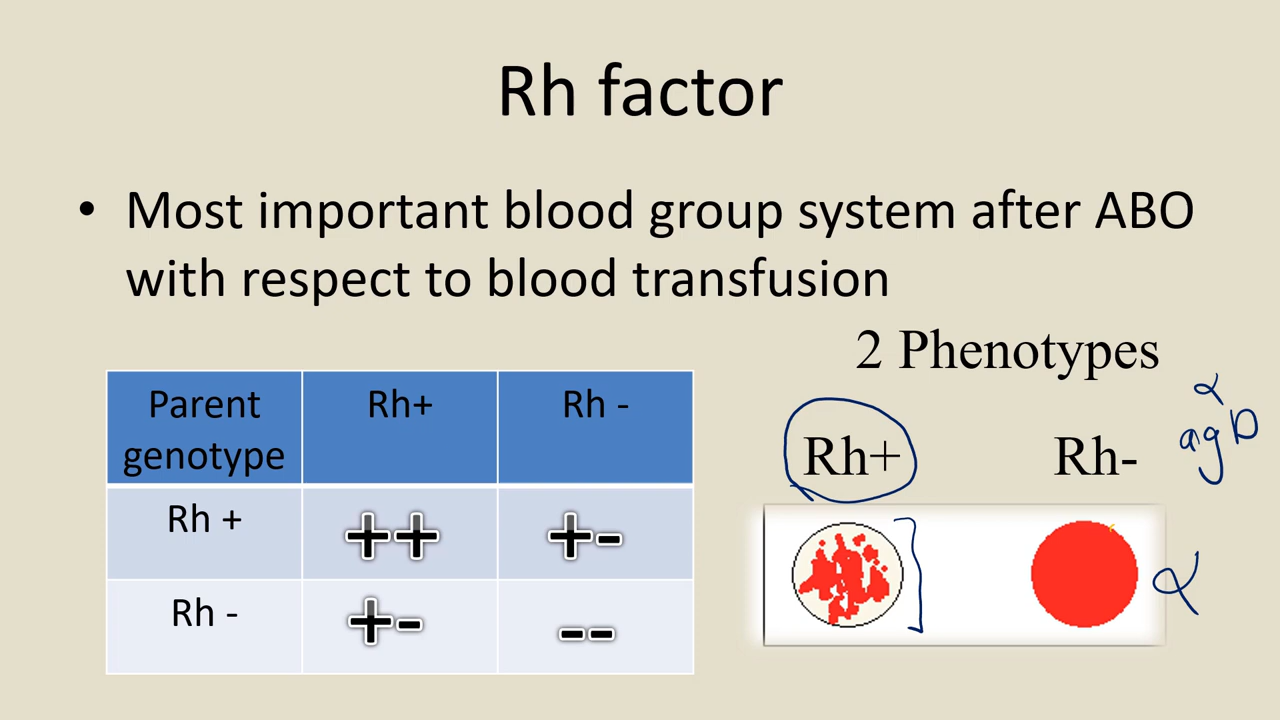 Rh factor
• Most important blood group system after ABO
with respect to blood transfusion
2 Phenotypes
Parent genotype Rh+ Rh -
Rh + ++ +-
Rh - +- --
Rh+ Rh-
α
α